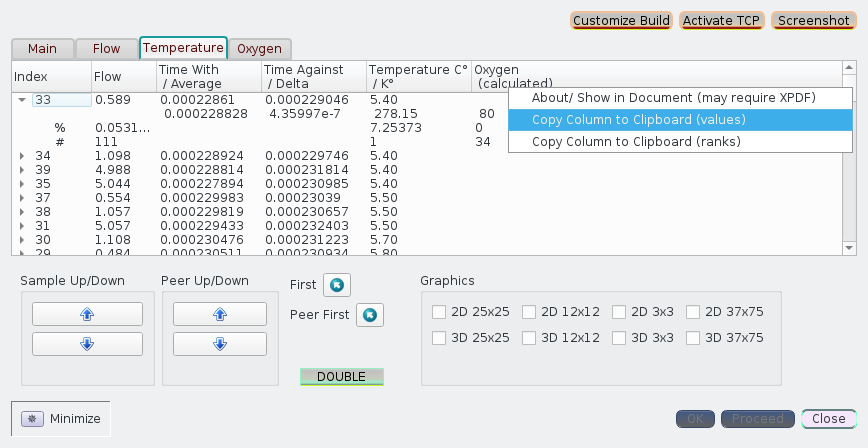 Customize Build Activate TCP Screenshot
Main Flow Temperature Oxygen
Index Flow Time With / Average Time Against / Delta Temperature C° / K° Oxygen (calculated)
33 0.589 0.00022861 0.000229046 5.40
0.000228828 4.35997e-7 278.15 80
% 0.0531... 7.25373 0
# 111 1 34
34 1.098 0.000228924 0.000229746 5.40
39 4.988 0.000228814 0.000231814 5.40
35 5.044 0.000227894 0.000230985 5.40
37 0.554 0.000229983 0.00023039 5.50
38 1.057 0.000229819 0.000230657 5.50
31 5.057 0.000229433 0.000232403 5.50
30 1.108 0.000230476 0.000231223 5.70
29 0.484 0.000230511 0.000230934 5.80
About/ Show in Document (may require XPDF)
Copy Column to Clipboard (values)
Copy Column to Clipboard (ranks)
Sample Up/Down Peer Up/Down First Graphics
Peer First
2D 25x25 2D 12x12 2D 3x3 2D 37x75
3D 25x25 3D 12x12 3D 3x3 3D 37x75
DOUBLE
Minimize OK Proceed Close